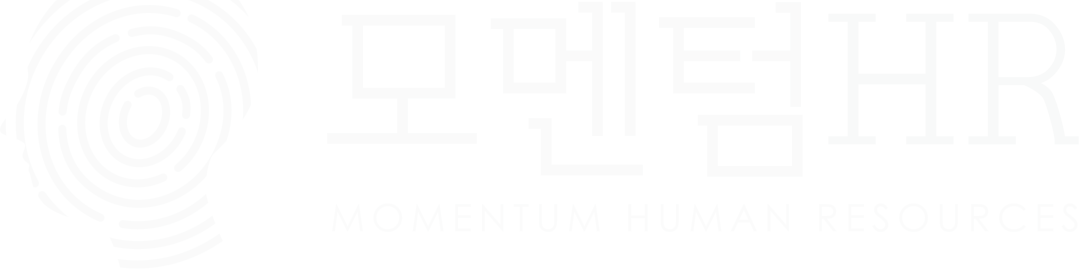 모멘텀HR
MOMENTUM HUMAN RESOURCES